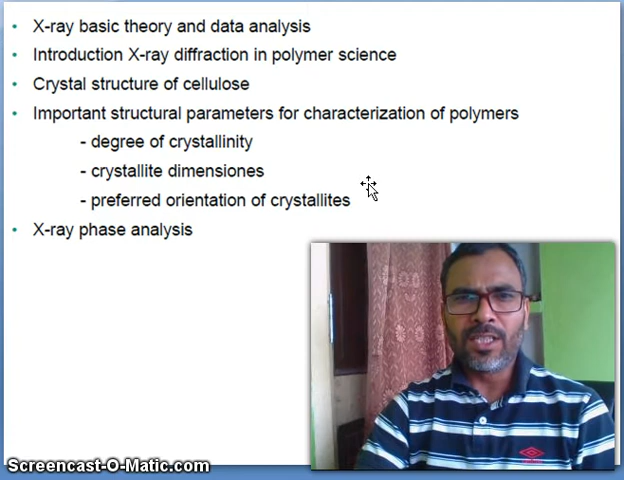 • X-ray basic theory and data analysis
• Introduction X-ray diffraction in polymer science
• Crystal structure of cellulose
• Important structural parameters for characterization of polymers
- degree of crystallinity
- crystallite dimensiones
- preferred orientation of crystallites
• X-ray phase analysis
Screencast-O-Matic.com